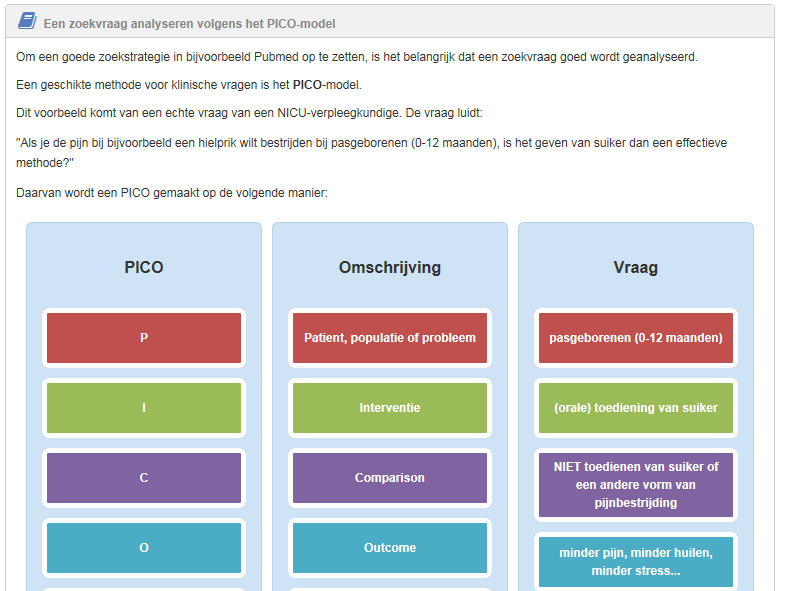 Een zoekvraag analyseren volgens het PICO-model
Om een goede zoekstrategie in bijvoorbeeld Pubmed op te zetten, is het belangrijk dat een zoekvraag goed wordt geanalyseerd.
Een geschikte methode voor klinische vragen is het PICO-model.
Dit voorbeeld komt van een echte vraag van een NICU-verpleegkundige. De vraag luidt:
"Als je de pijn bij bijvoorbeeld een hielprik wilt bestrijden bij pasgeborenen (0-12 maanden), is het geven van suiker dan een effectieve
methode?"
Daarvan wordt een PICO gemaakt op de volgende manier:
PICO
Omschrijving
Vraag
P
Patient, populatie of probleem
pasgeborenen (0-12 maanden)
I
Interventie
(orale) toediening van suiker
C
Comparison
NIET toedienen van suiker of
een andere vorm van
pijnbestrijding
O
Outcome
minder pijn, minder huilen,
minder stress...